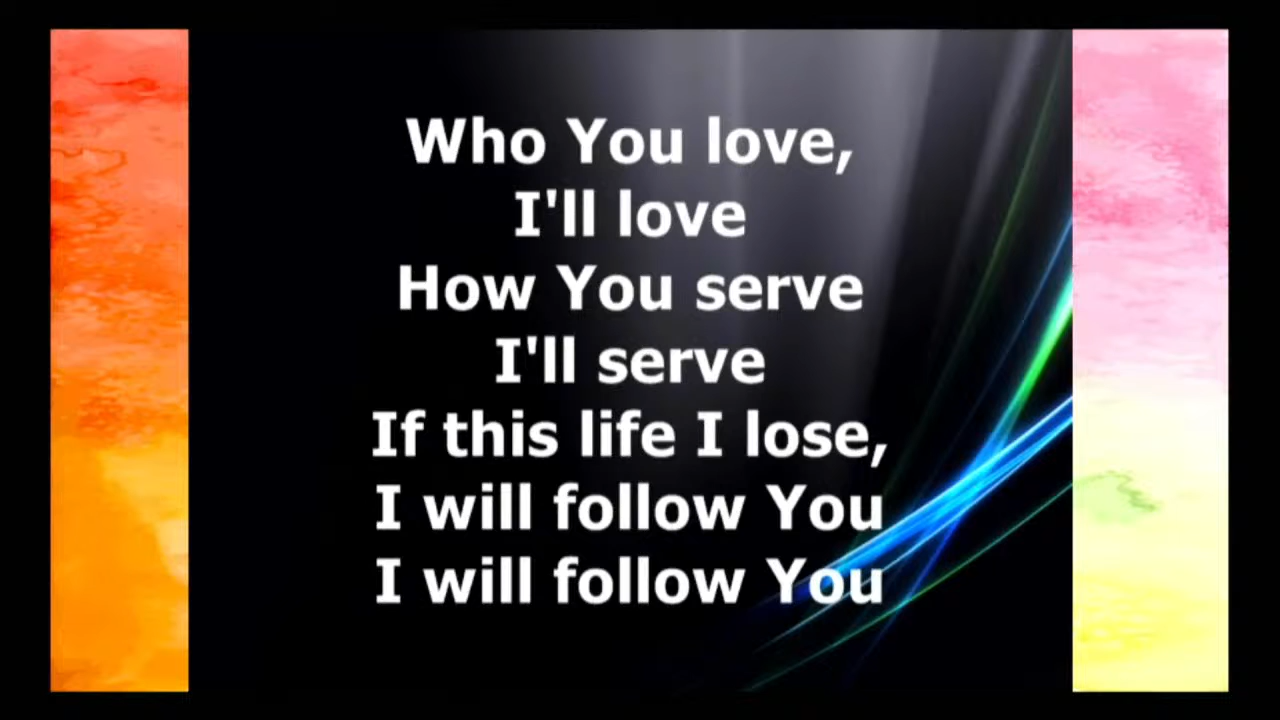 Who You love,
I'll love
How You serve
I'll serve
If this life I lose,
I will follow You
I will follow You